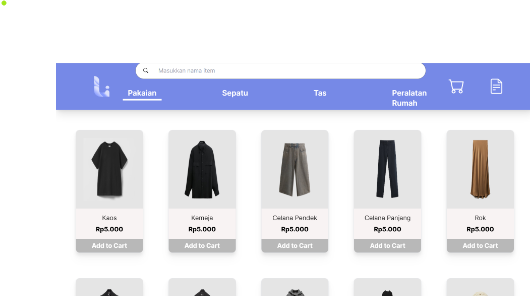 Masukkan nama item
Pakaian
Sepatu
Tas
Peralatan
Rumah
Kaos
Rp5.000
Add to Cart
Kemeja
Rp5.000
Add to Cart
Celana Pendek
Rp5.000
Add to Cart
Celana Panjang
Rp5.000
Add to Cart
Rok
Rp5.000
Add to Cart